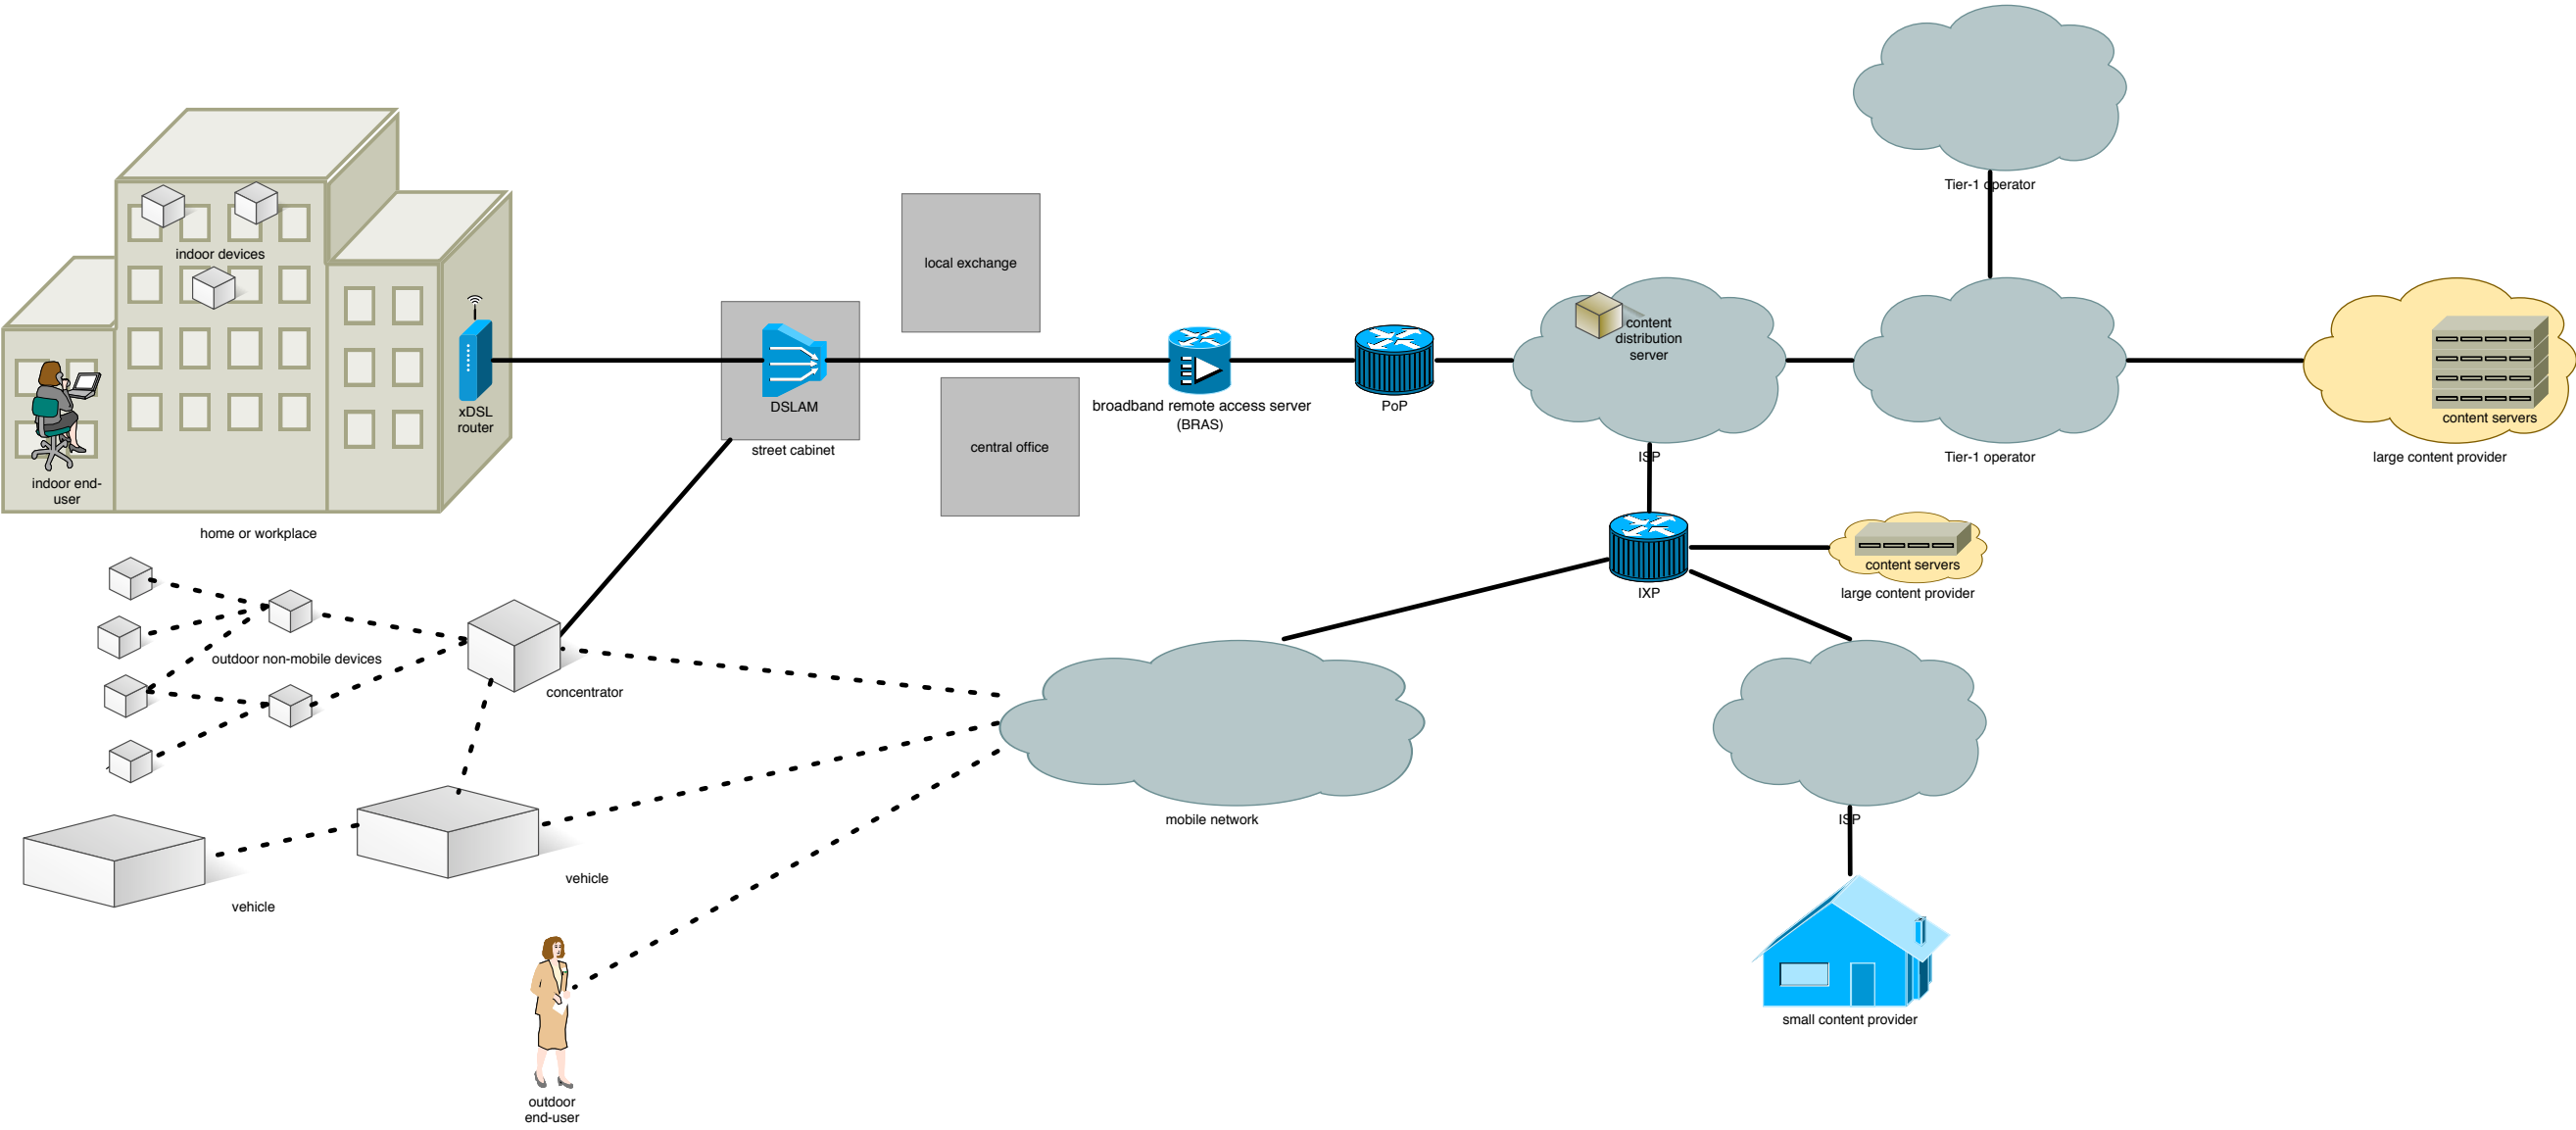 Tier-1 operator
indoor devices
local exchange
content
distribution
server
xDSL
router
DSLAM
broadband remote access server
(BRAS)
PoP
content servers
street cabinet
central office
ISP
Tier-1 operator
large content provider
indoor end-
user
home or workplace
content servers
IXP
large content provider
outdoor non-mobile devices
concentrator
mobile network
ISP
vehicle
vehicle
small content provider
outdoor
end-user